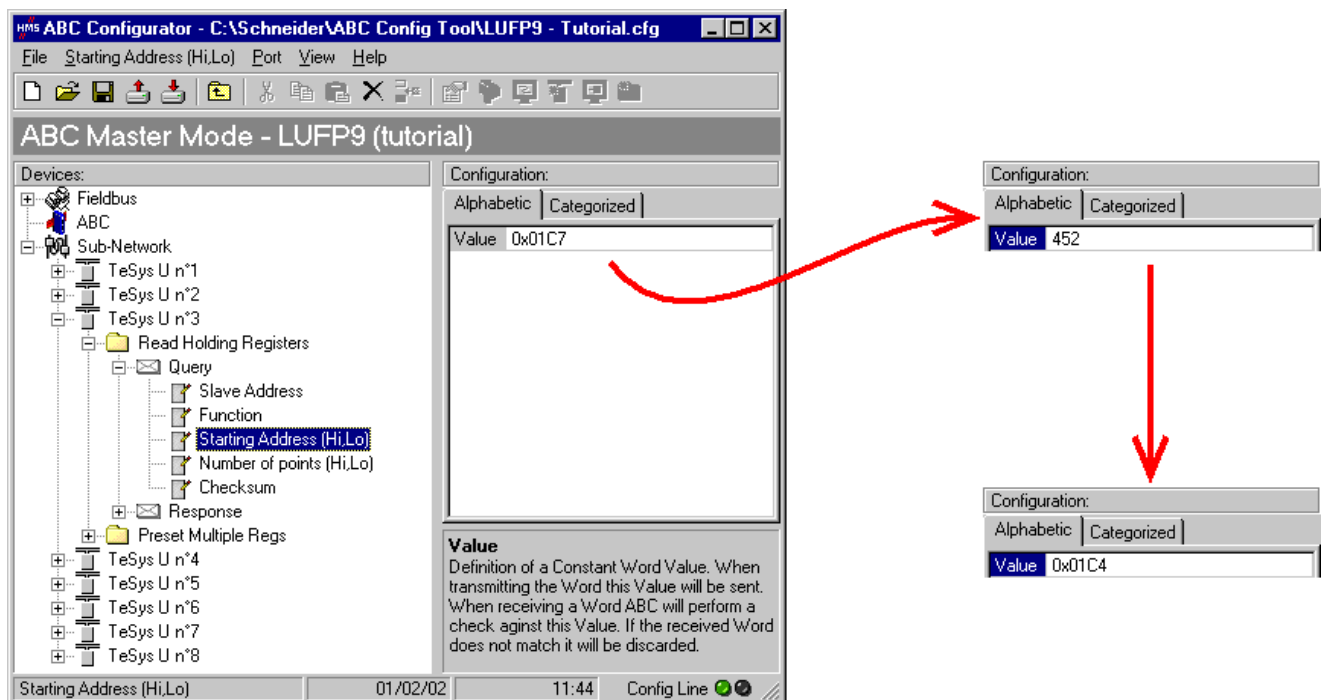 HMS ABC Configurator - C:\Schneider\ABC Config Tool\LUFP9 - Tutorial.cfg
File Starting Address (Hi,Lo) Port View Help
ABC Master Mode - LUFP9 (tutorial)
Devices:
Fieldbus
ABC
Sub-Network
TeSys U n°1
TeSys U n°2
TeSys U n°3
Read Holding Registers
Query
Slave Address
Function
Starting Address (Hi,Lo)
Number of points (Hi,Lo)
Checksum
Response
Preset Multiple Regs
TeSys U n°4
TeSys U n°5
TeSys U n°6
TeSys U n°7
TeSys U n°8
Configuration:
Alphabetic Categorized
Value 0x01C7
Value
Definition of a Constant Word Value. When
transmitting the Word this Value will be sent.
When receiving a Word ABC will perform a
check aginst this Value. If the received Word
does not match it will be discarded.
Starting Address (Hi,Lo) 01/02/02 11:44 Config Line
Configuration:
Alphabetic Categorized
Value 452
Configuration:
Alphabetic Categorized
Value 0x01C4